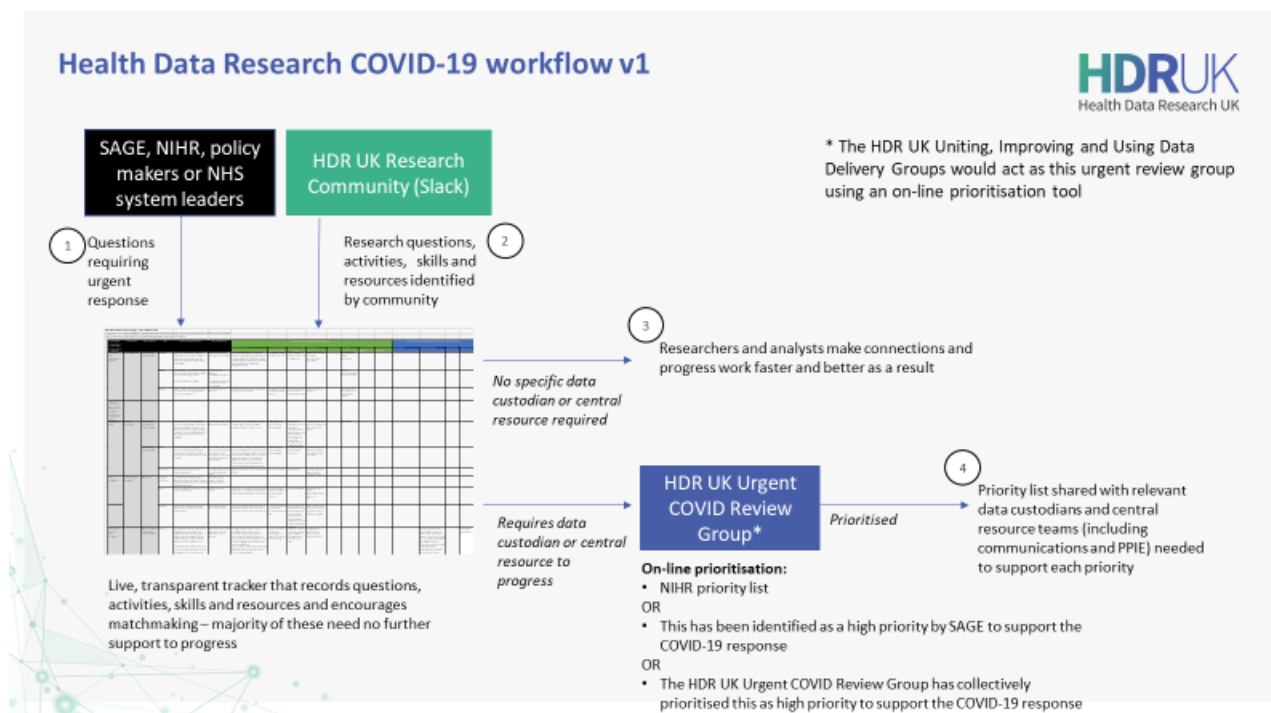 Health Data Research COVID-19 workflow v1
HDRUK
Health Data Research UK
SAGE, NIHR, policy
makers or NHS
system leaders
HDR UK Research
Community (Slack)
* The HDR UK Uniting, Improving and Using Data
Delivery Groups would act as this urgent review group
using an on-line prioritisation tool
1
Questions
requiring
urgent
response
Research questions,
activities, skills and
resources identified
by community
2
3
Researchers and analysts make connections and
progress work faster and better as a result
No specific data
custodian or central
resource required
HDR UK Urgent
COVID Review
Group*
Requires data
custodian or central
resource to
progress
Prioritised
4
Priority list shared with relevant
data custodians and central
resource teams (including
communications and PPIE) needed
to support each priority
Live, transparent tracker that records questions,
activities, skills and resources and encourages
matchmaking – majority of these need no further
support to progress
On-line prioritisation:
• NIHR priority list
OR
• This has been identified as a high priority by SAGE to support the
COVID-19 response
OR
• The HDR UK Urgent COVID Review Group has collectively
prioritised this as high priority to support the COVID-19 response